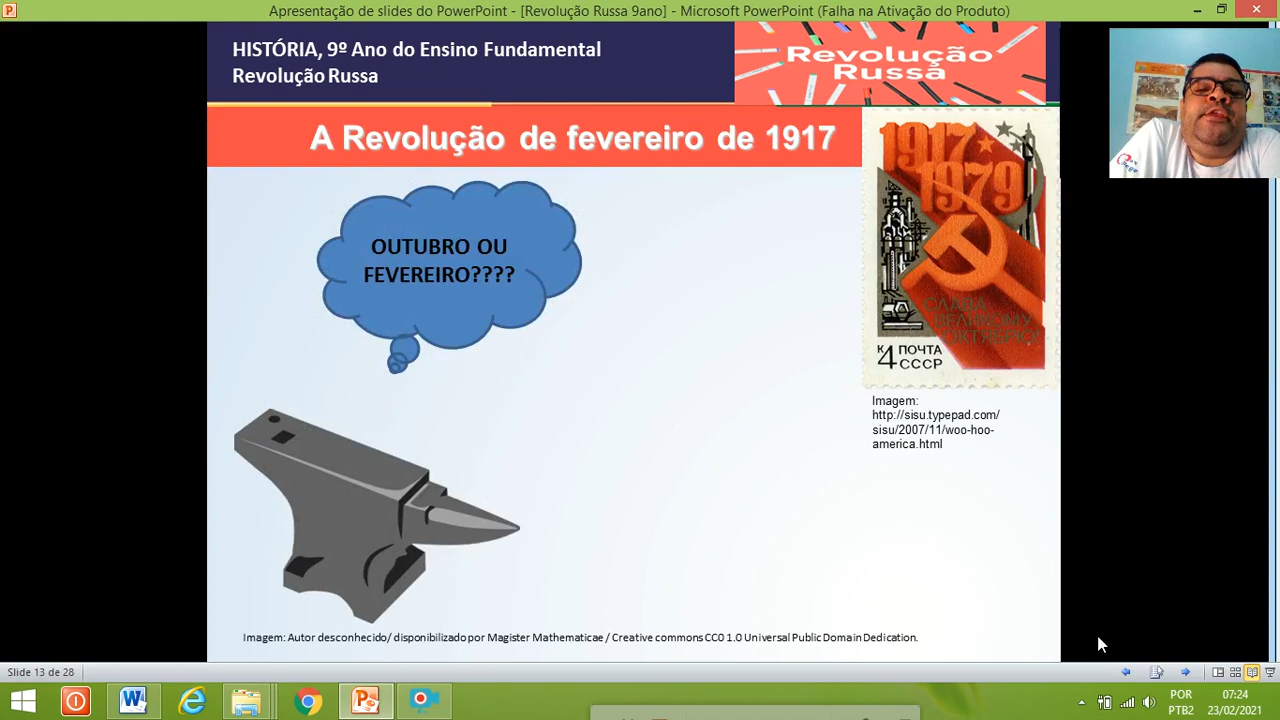 Apresentação de slides do PowerPoint - [Revolução Russa 9ano] - Microsoft PowerPoint (Falha na Ativação do Produto)
HISTÓRIA, 9º Ano do Ensino Fundamental
Revolução Russa
Revolução
Russa
A Revolução de fevereiro de 1917
1917
1979
OUTUBRO OU
FEVEREIRO????
СЛАВА
ВЕЛИКОМУ
ОКТЯБРЮ!
К4 ПОЧТА
СССР
Imagem:
http://sisu.typepad.com/
sisu/2007/11/woo-hoo-
america.html
Imagem: Autor desconhecido/ disponibilizado por Magister Mathematicae / Creative commons CC0 1.0 Universal Public Domain Dedication.
Slide 13 de 28
POR
PTB2
07:24
23/02/2021